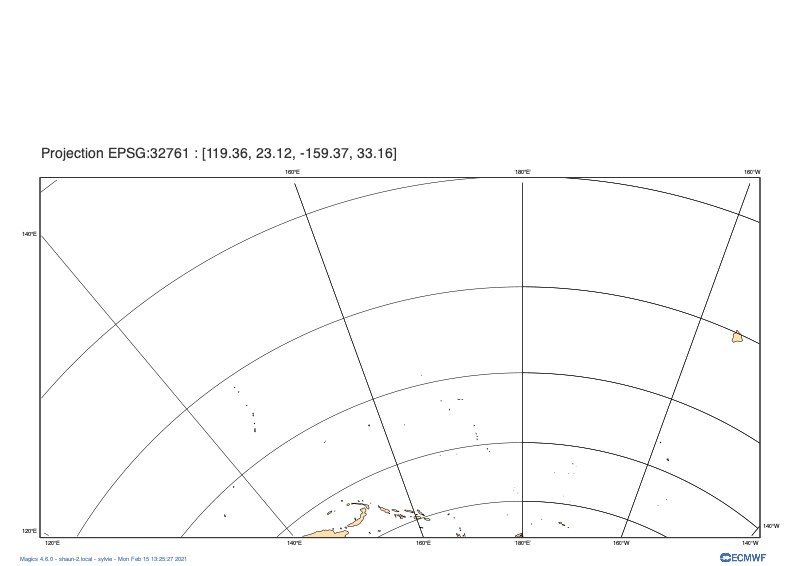 Projection EPSG:32761 : [119.36, 23.12, -159.37, 33.16]
160°E 180°E 160°W
140°E
120°E
140°W
120°E 140°E 160°E 180°E 160°W 140°W
Magics 4.6.0 - shaun-2.local - sylvie - Mon Feb 15 13:25:27 2021
ECMWF